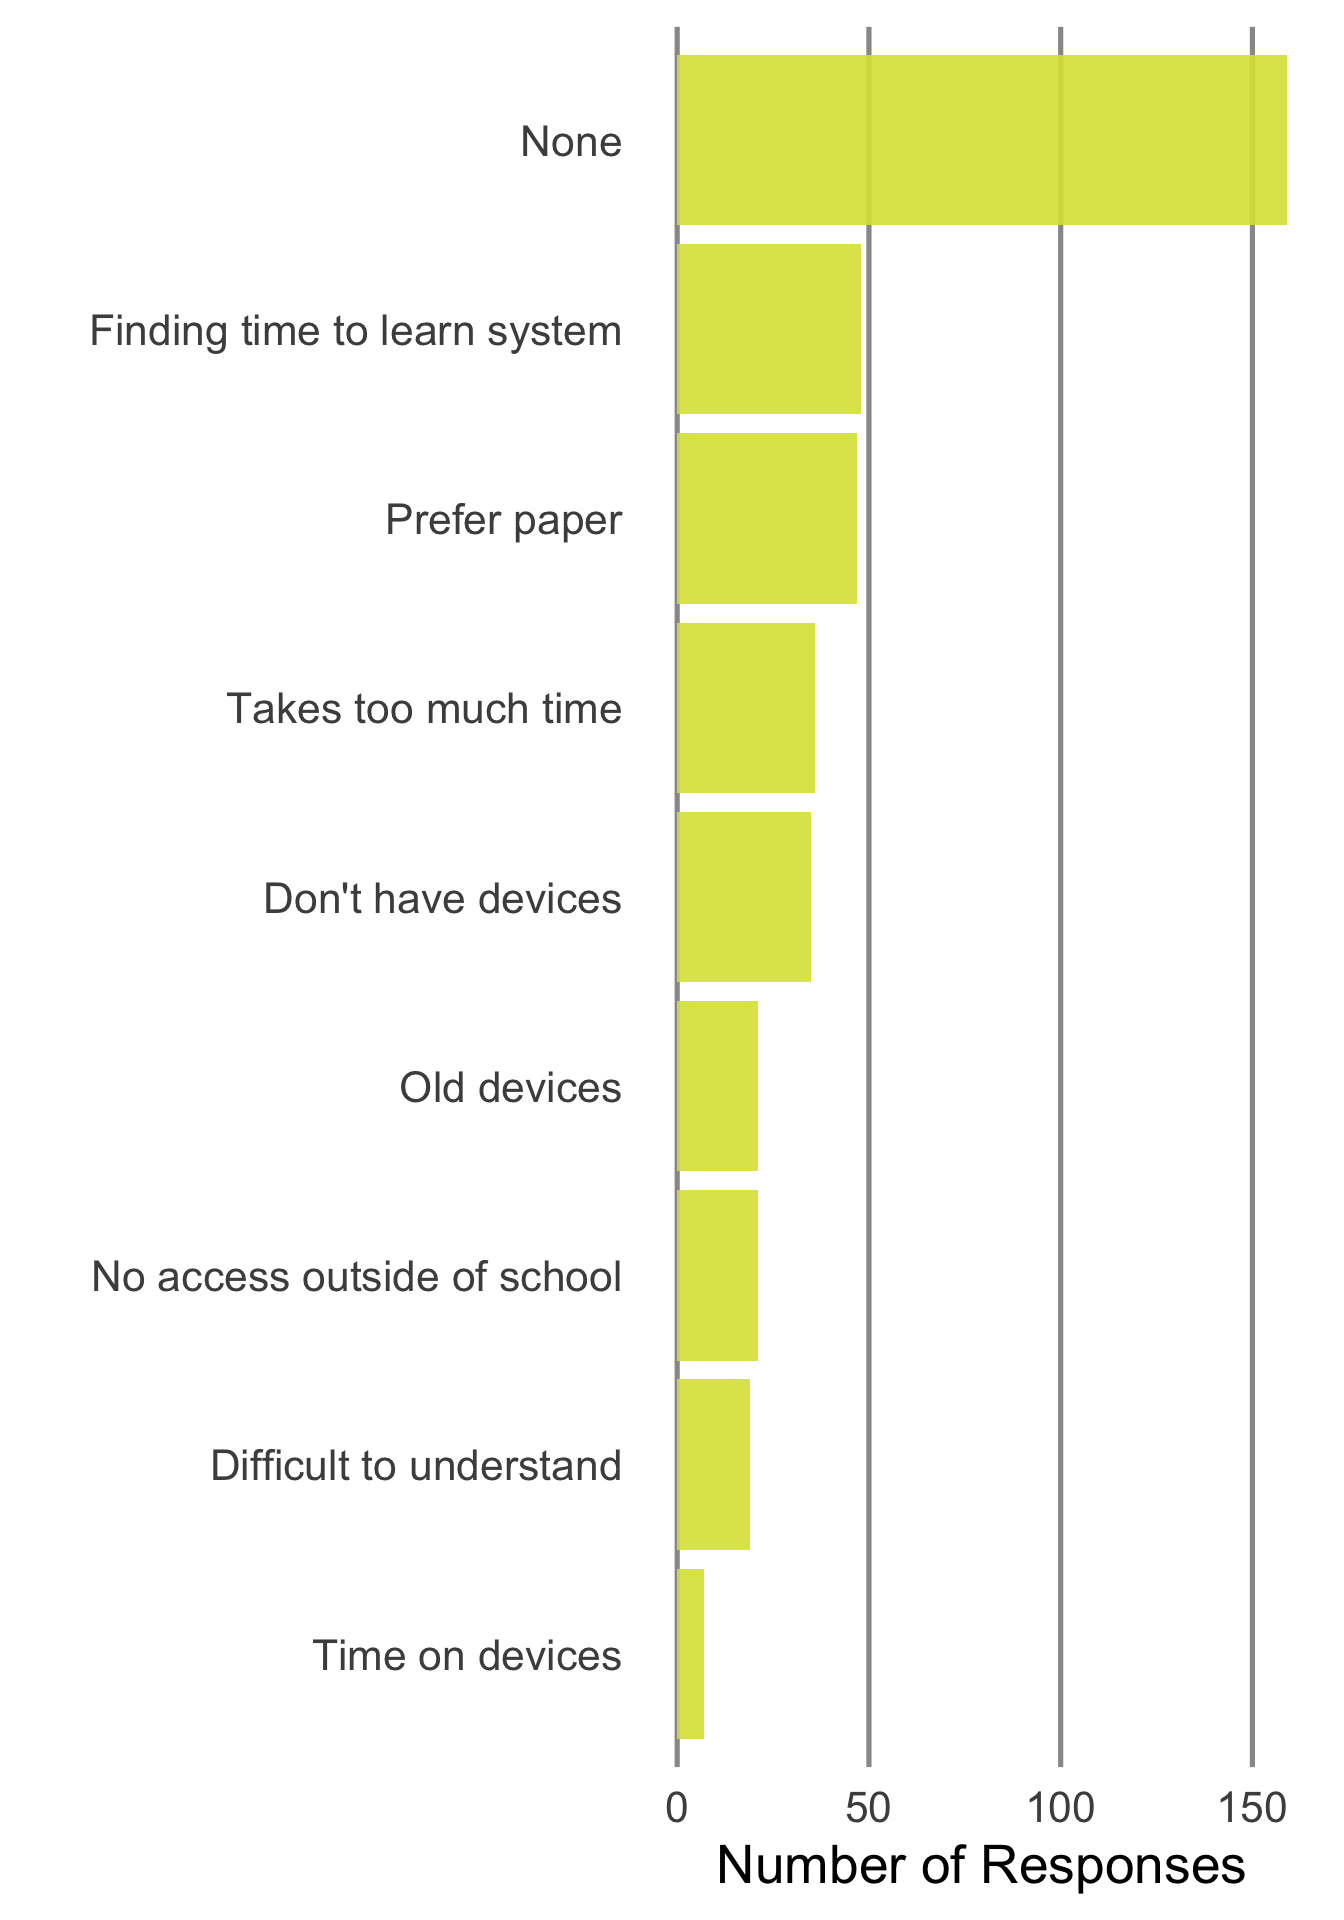 None
Finding time to learn system
Prefer paper
Takes too much time
Don't have devices
Old devices
No access outside of school
Difficult to understand
Time on devices
0 50 100 150
Number of Responses